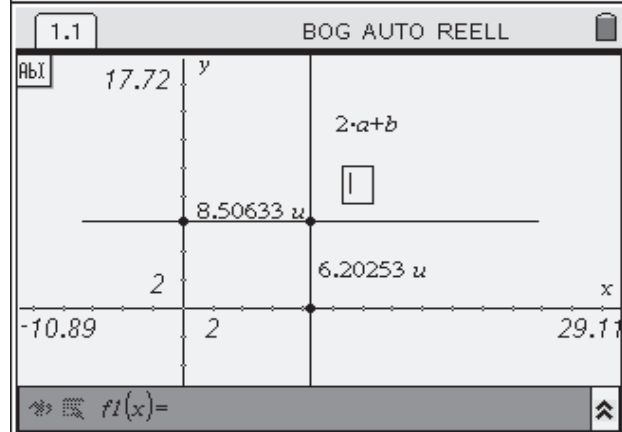 1.1 BOG AUTO REELL
AbI 17.72 y
2·a+b
8.50633 u
6.20253 u
2 x
-10.89 2 29.11
f1(x)=